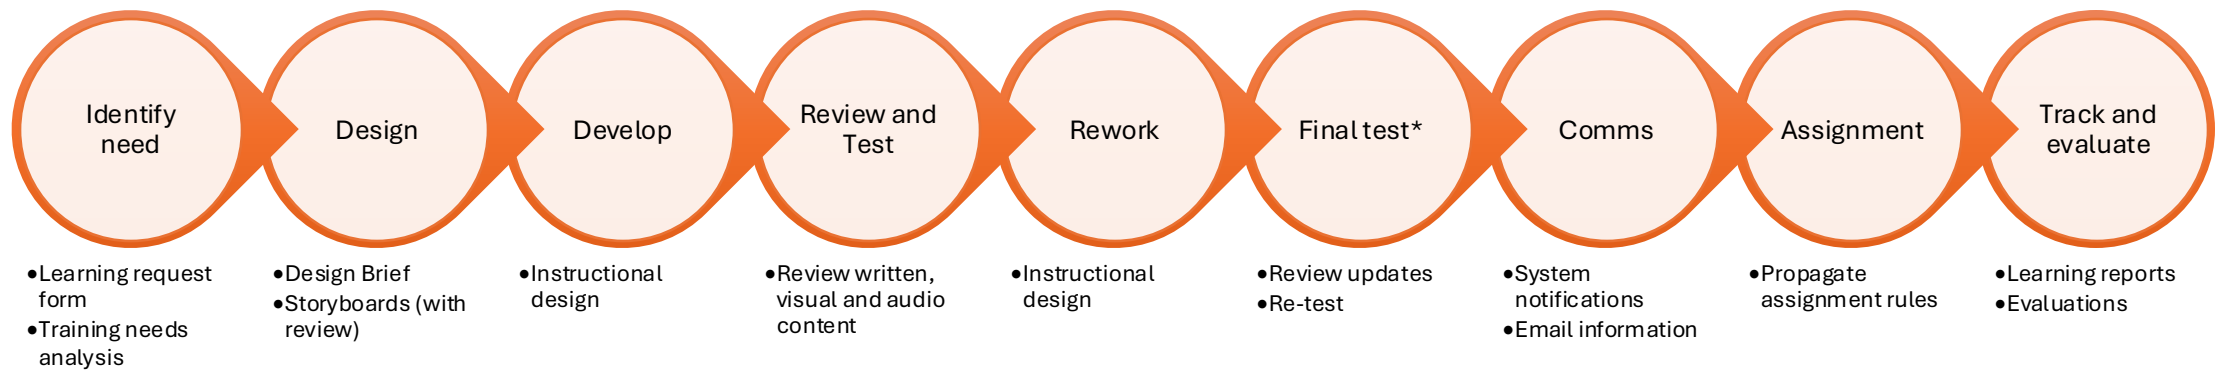 Identify
need
Design
Develop
Review and
Test
Rework
Final test*
Comms
Assignment
Track and
evaluate
•Learning request
form
•Training needs
analysis
•Design Brief
•Storyboards (with
review)
•Instructional
design
•Review written,
visual and audio
content
•Instructional
design
•Review updates
•Re-test
•System
notifications
•Email information
•Propagate
assignment rules
•Learning reports
•Evaluations